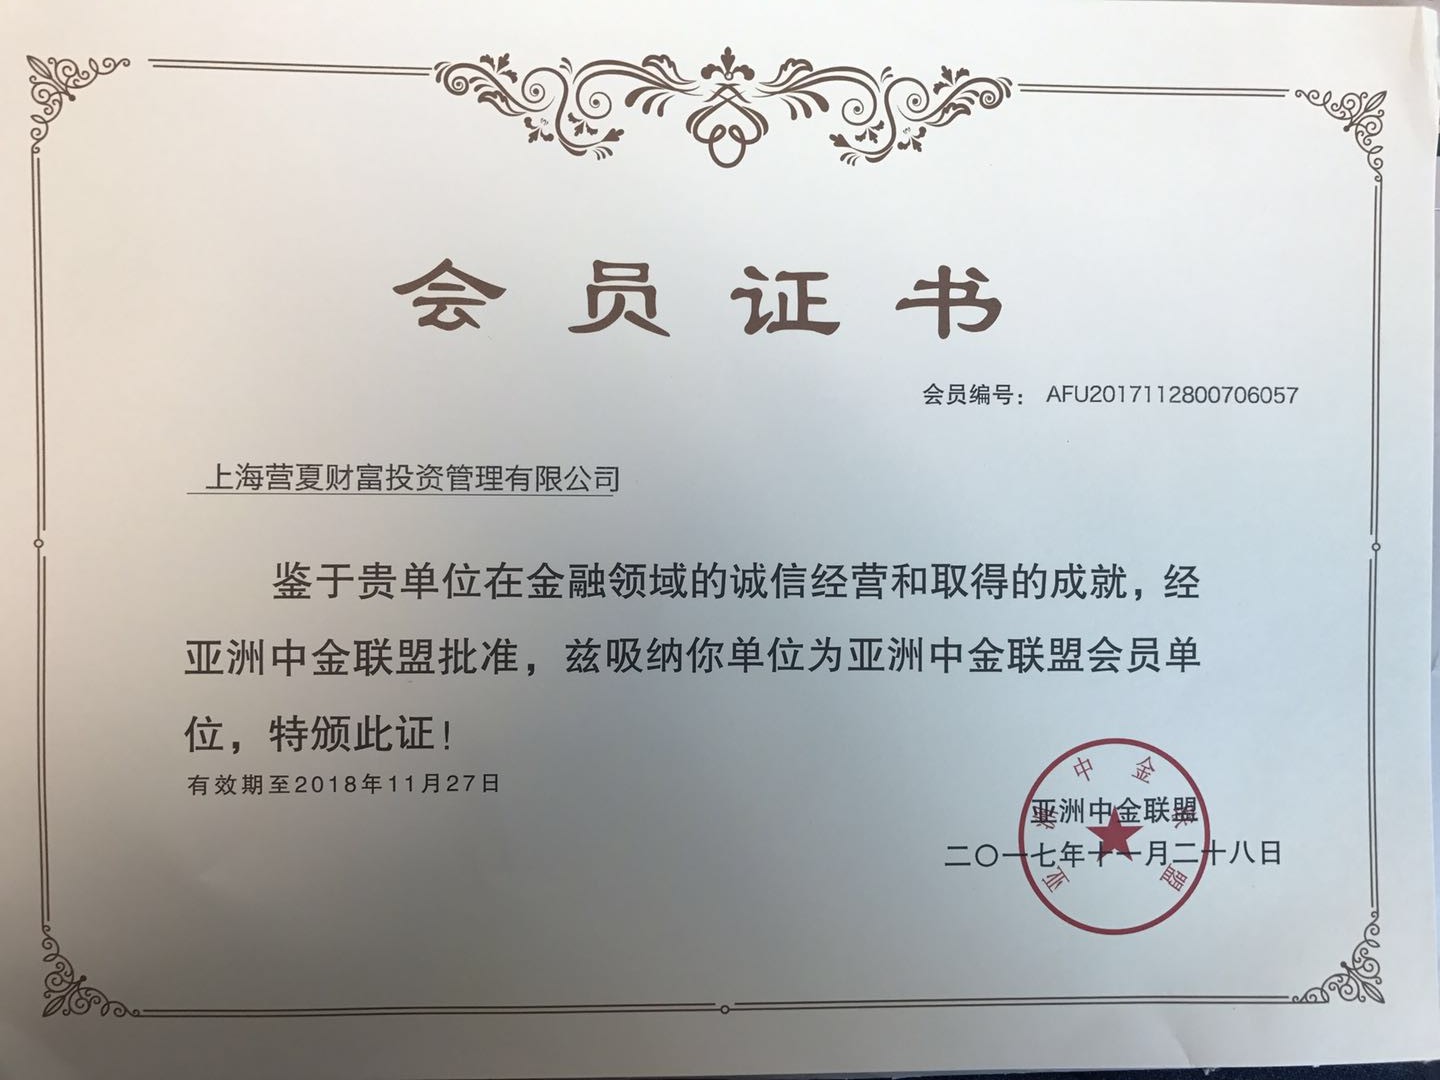 会员证书
会员编号： AFU2017112800706057
上海营夏财富投资管理有限公司
鉴于贵单位在金融领域的诚信经营和取得的成就，经
亚洲中金联盟批准，兹吸纳你单位为亚洲中金联盟会员单
位，特颁此证！
有效期至2018年11月27日
亚洲中金联盟
亚洲中金联盟
二〇一七年十一月二十八日